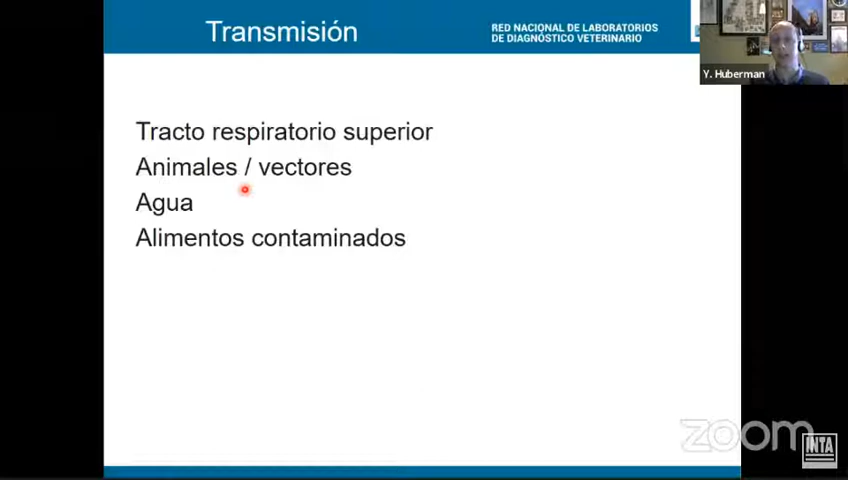 Transmisión
RED NACIONAL DE LABORATORIOS
DE DIAGNÓSTICO VETERINARIO
Y. Huberman
Tracto respiratorio superior
Animales / vectores
Agua
Alimentos contaminados
zoom
INTA